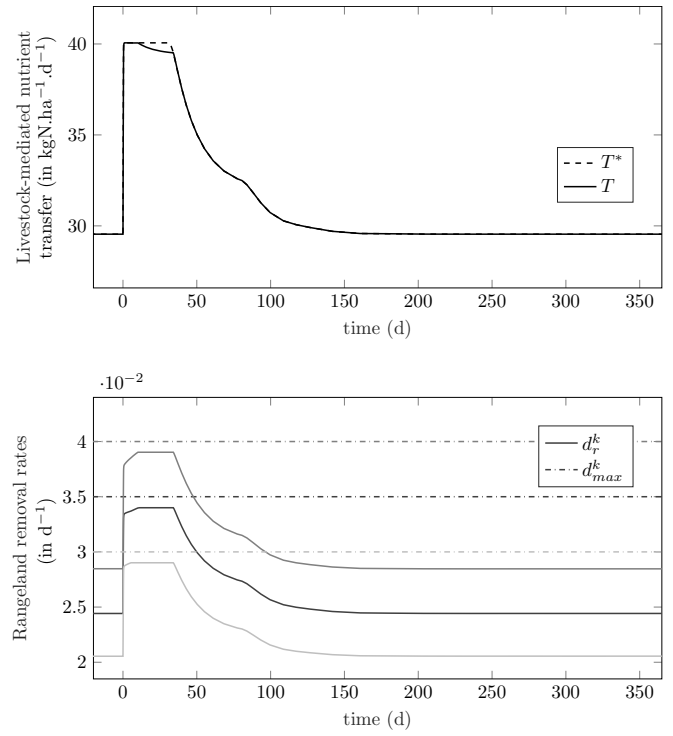 40
35
30
Livestock-mediated nutrient
transfer (in kgN.ha−1.d−1)
T*
T
0 50 100 150 200 250 300 350
time (d)
·10−2
4
3.5
3
2.5
2
Rangeland removal rates
(in d−1)
d_r^k
d_max^k
0 50 100 150 200 250 300 350
time (d)